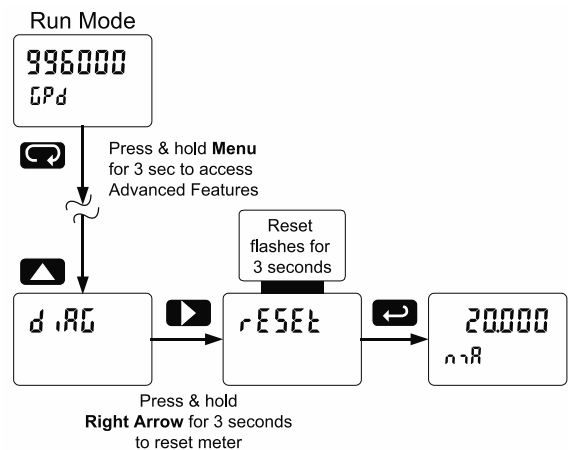 Run Mode
996000
GPd
Press & hold Menu
for 3 sec to access
Advanced Features
Reset
flashes for
3 seconds
diAG
rESEt
20.000
mA
Press & hold
Right Arrow for 3 seconds
to reset meter